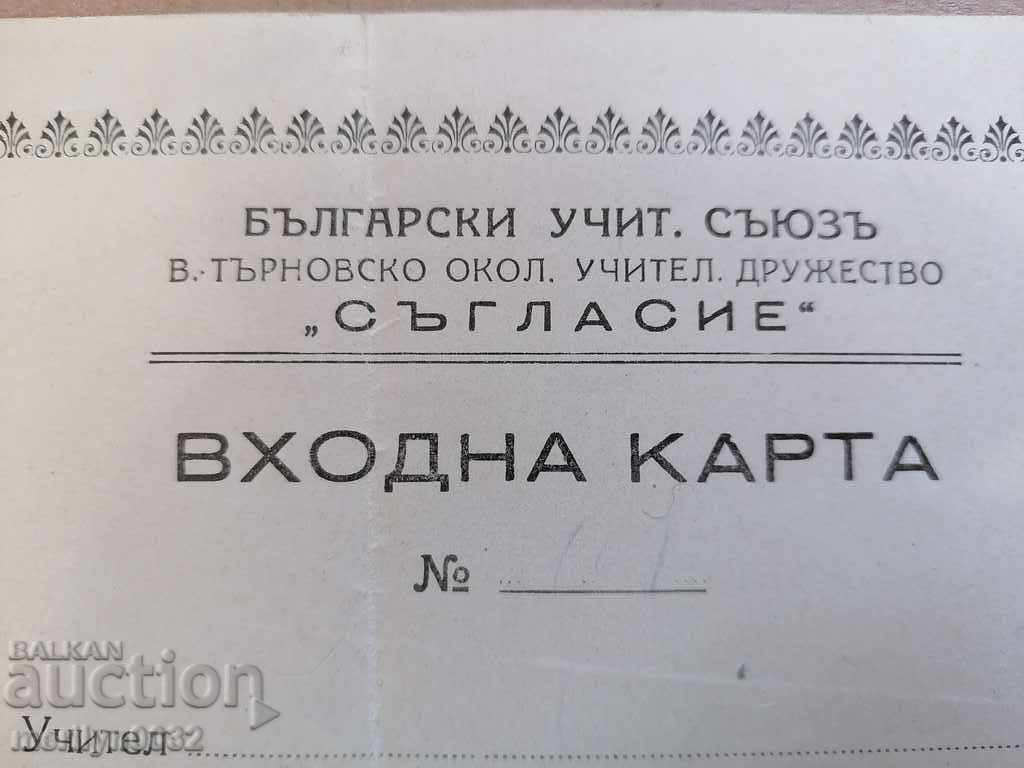 БЪЛГАРСКИ УЧИТ. СЪЮЗЪ
В.-ТЪРНОВСКО ОКОЛ. УЧИТЕЛ. ДРУЖЕСТВО
„СЪГЛАСИЕ“
ВХОДНА КАРТА
№
BALKAN
auction
Учител